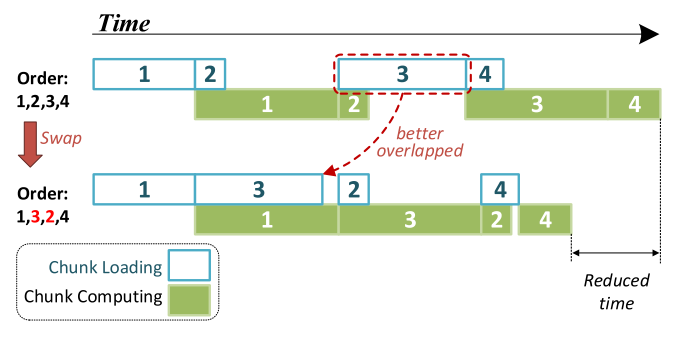 Time
1
2
3
4
Order:
1,2,3,4
1
2
3
4
Swap
better
overlapped
1
3
2
4
Order:
1,3,2,4
1
3
2
4
Chunk Loading
Chunk Computing
Reduced
time